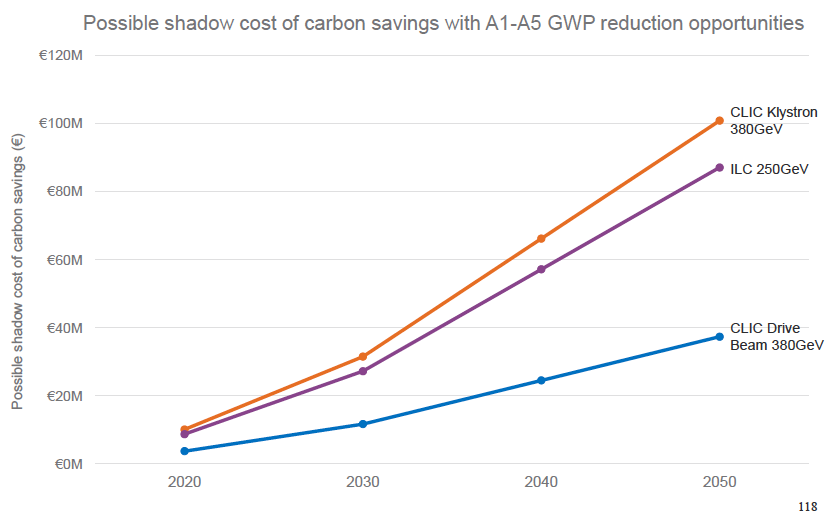 Possible shadow cost of carbon savings with A1-A5 GWP reduction opportunities
Possible shadow cost of carbon savings (€)
€120M
€100M
€80M
€60M
€40M
€20M
€0M
2020
2030
2040
2050
CLIC Klystron
380GeV
ILC 250GeV
CLIC Drive
Beam 380GeV
118